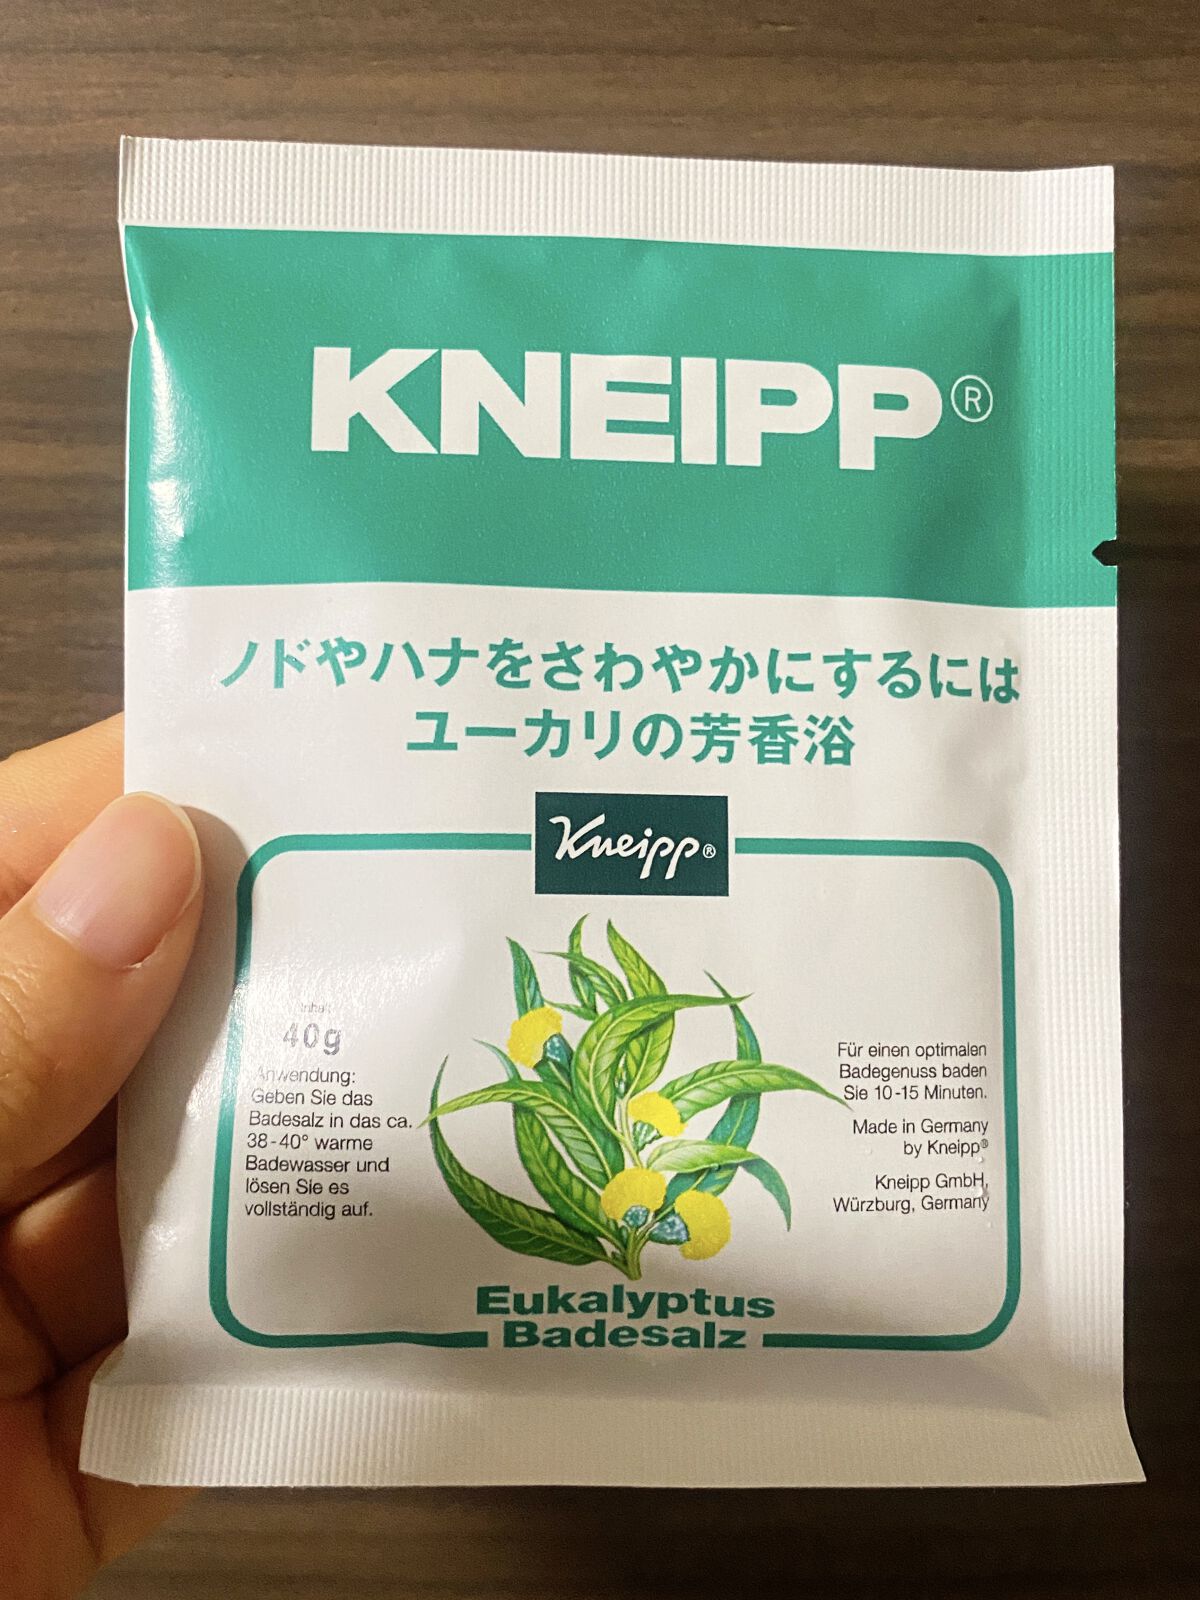 KNEIPP®
ノドやハナをさわやかにするには
ユーカリの芳香浴
Kneipp®
Inhalt
40g
Anwendung:
Geben Sie das
Badesalz in das ca.
38-40° warme
Badewasser und
lösen Sie es
vollständig auf.
Für einen optimalen
Badegenuss baden
Sie 10-15 Minuten.
Made in Germany
by Kneipp®
Kneipp GmbH,
Würzburg, Germany
Eukalyptus
Badesalz